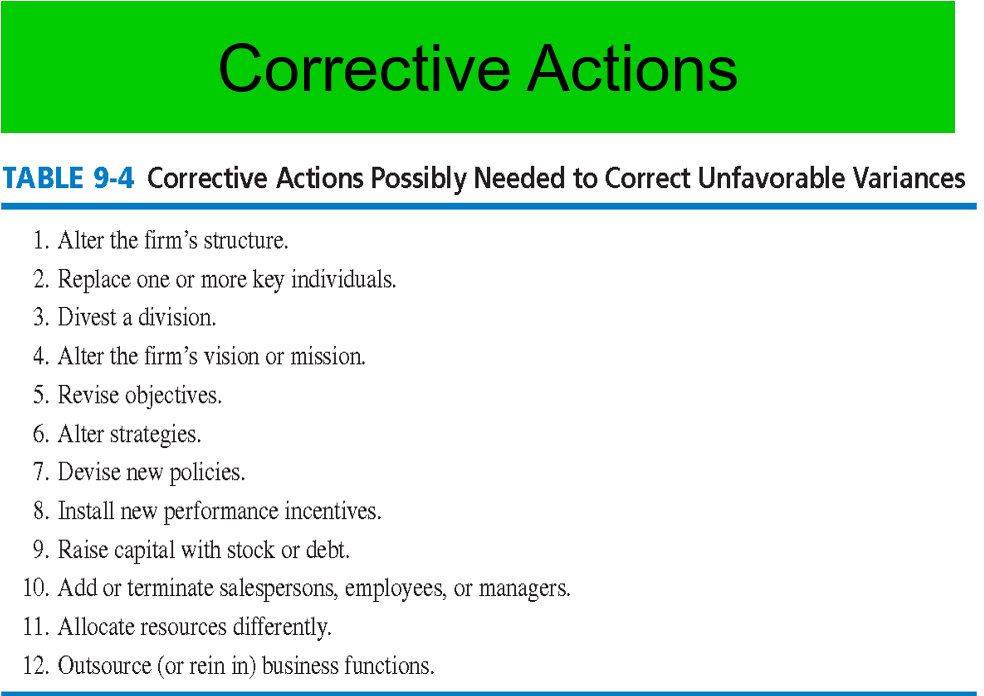 Corrective Actions
TABLE 9-4 Corrective Actions Possibly Needed to Correct Unfavorable Variances
1. Alter the firm’s structure.
2. Replace one or more key individuals.
3. Divest a division.
4. Alter the firm’s vision or mission.
5. Revise objectives.
6. Alter strategies.
7. Devise new policies.
8. Install new performance incentives.
9. Raise capital with stock or debt.
10. Add or terminate salespersons, employees, or managers.
11. Allocate resources differently.
12. Outsource (or rein in) business functions.